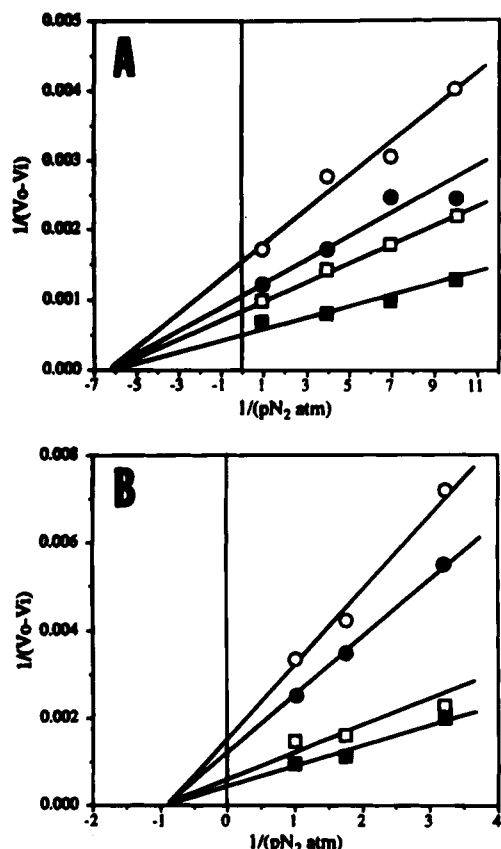 A
0.005
0.004
0.003
0.002
0.001
0.000
1/(Vo-Vi)
-7 -5 -3 -1 1 3 5 7 9 11
1/(pN₂ atm)
B
0.008
0.006
0.004
0.002
0.000
1/(Vo-Vi)
-2 -1 0 1 2 3 4
1/(pN₂ atm)